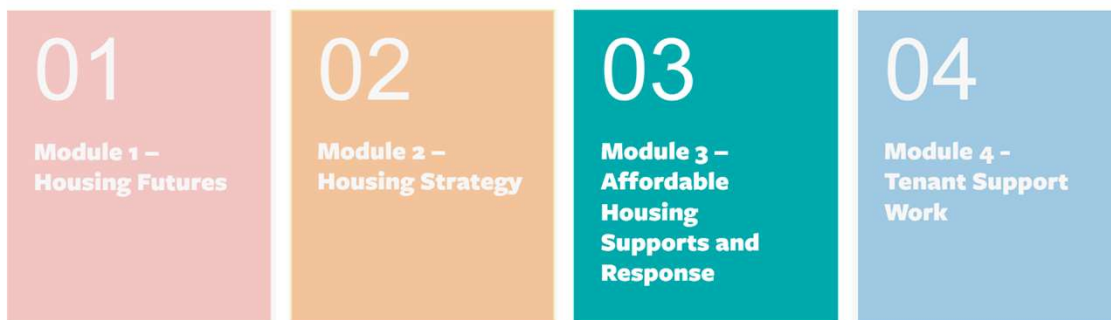 01
Module 1 –
Housing Futures
02
Module 2 –
Housing Strategy
03
Module 3 –
Affordable
Housing
Supports and
Response
04
Module 4 -
Tenant Support
Work